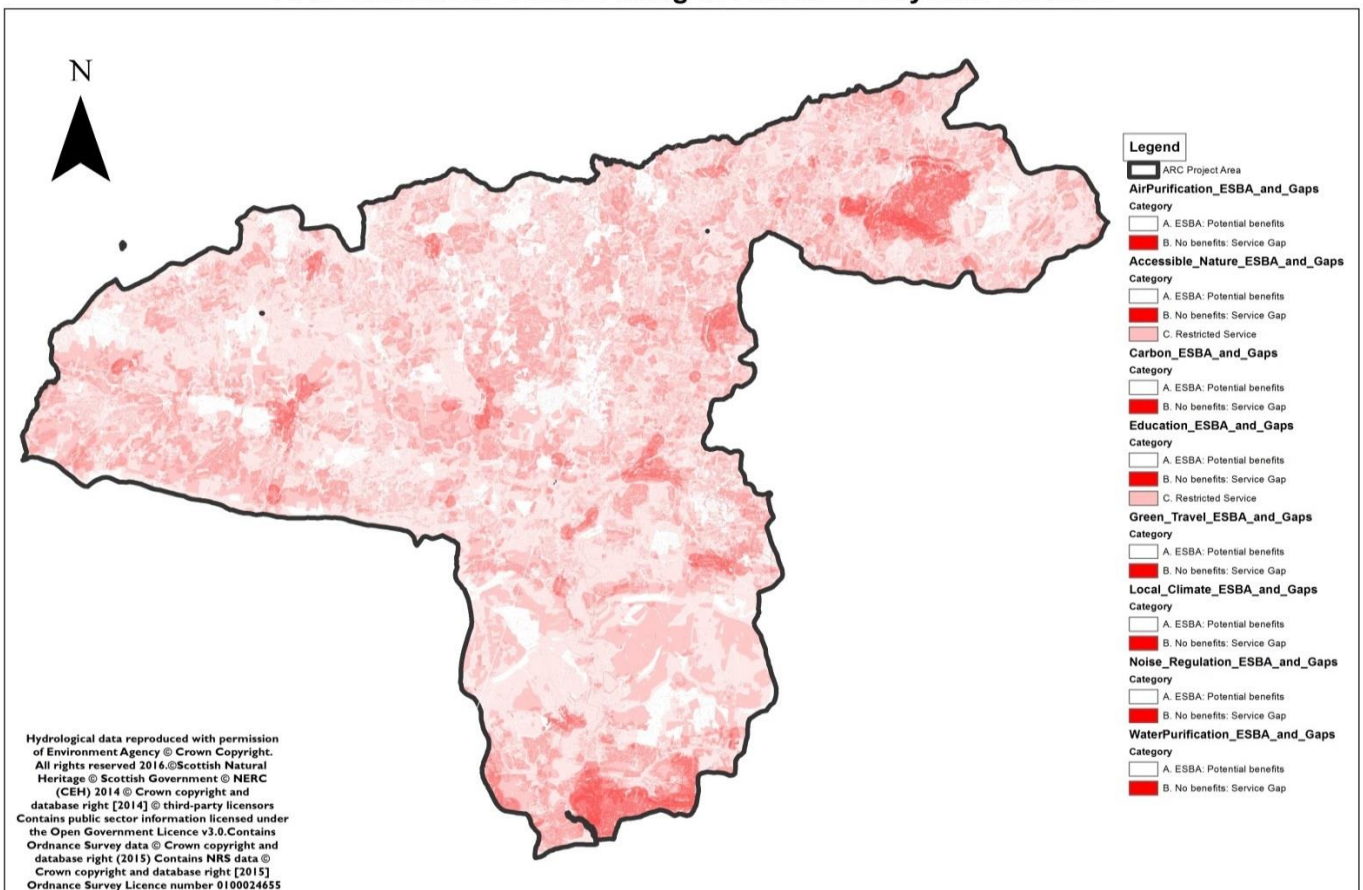 N
Legend
ARC Project Area
AirPurification_ESBA_and_Gaps
Category
A. ESBA: Potential benefits
B. No benefits: Service Gap
Accessible_Nature_ESBA_and_Gaps
Category
A. ESBA: Potential benefits
B. No benefits: Service Gap
C. Restricted Service
Carbon_ESBA_and_Gaps
Category
A. ESBA: Potential benefits
B. No benefits: Service Gap
Education_ESBA_and_Gaps
Category
A. ESBA: Potential benefits
B. No benefits: Service Gap
C. Restricted Service
Green_Travel_ESBA_and_Gaps
Category
A. ESBA: Potential benefits
B. No benefits: Service Gap
Local_Climate_ESBA_and_Gaps
Category
A. ESBA: Potential benefits
B. No benefits: Service Gap
Noise_Regulation_ESBA_and_Gaps
Category
A. ESBA: Potential benefits
B. No benefits: Service Gap
WaterPurification_ESBA_and_Gaps
Category
A. ESBA: Potential benefits
B. No benefits: Service Gap
Hydrological data reproduced with permission
of Environment Agency © Crown Copyright.
All rights reserved 2016.©Scottish Natural
Heritage © Scottish Government © NERC
(CEH) 2014 © Crown copyright and
database right [2014] © third-party licensors
Contains public sector information licensed under
the Open Government Licence v3.0.Contains
Ordnance Survey data © Crown copyright and
database right (2015) Contains NRS data ©
Crown copyright and database right [2015]
Ordnance Survey Licence number 0100024655